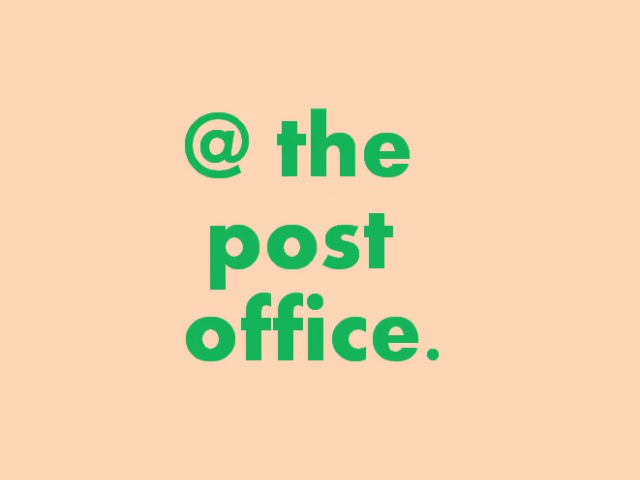 @ the
post
office.